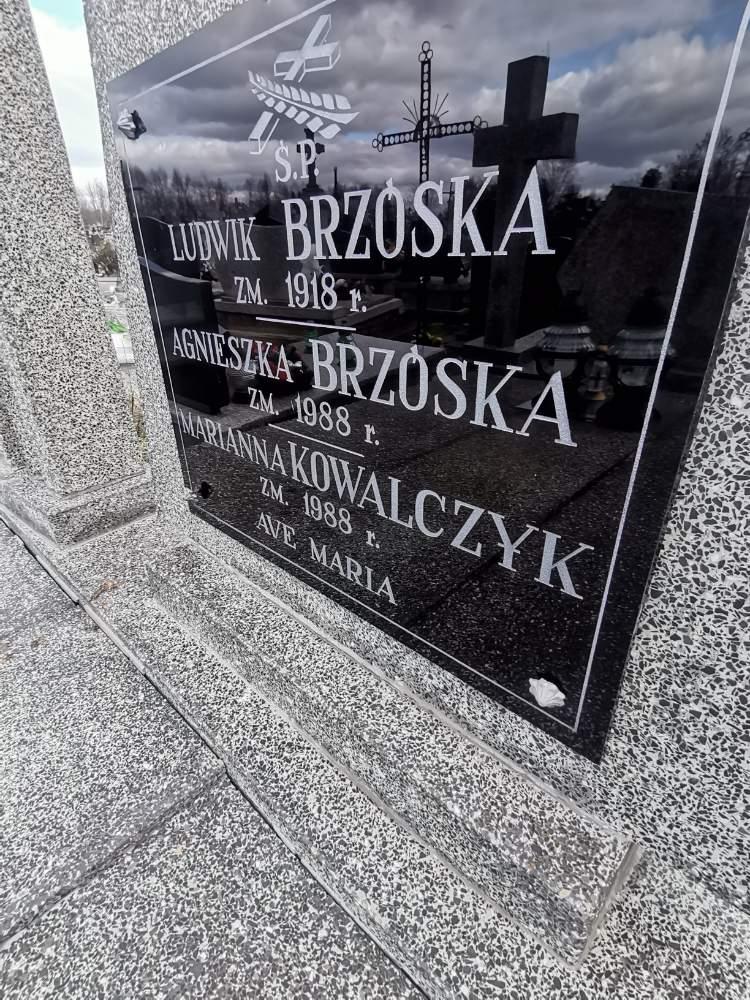 Ś.P.
LUDWIK BRZÓSKA
ZM. 1918 r.
AGNIESZKA BRZÓSKA
ZM. 1988 r.
MARIANNA KOWALCZYK
ZM. 1988 r.
AVE MARIA